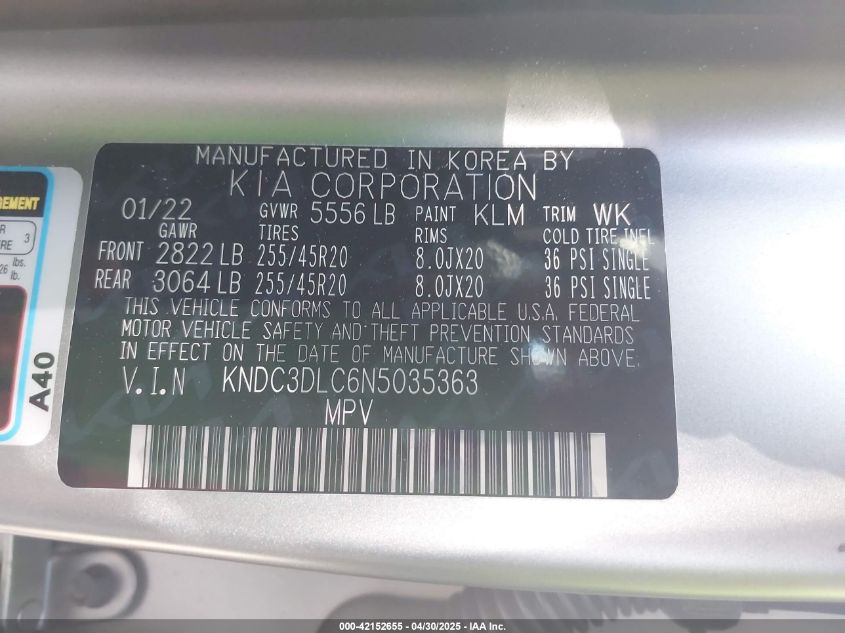 MANUFACTURED IN KOREA BY
KIA CORPORATION
01/22 GVWR 5556 LB PAINT KLM TRIM WK
GAWR TIRES RIMS COLD TIRE INFL
FRONT 2822 LB 255/45R20 8.0JX20 36 PSI SINGLE
REAR 3064 LB 255/45R20 8.0JX20 36 PSI SINGLE
THIS VEHICLE CONFORMS TO ALL APPLICABLE U.S.A. FEDERAL
MOTOR VEHICLE SAFETY AND THEFT PREVENTION STANDARDS
IN EFFECT ON THE DATE OF MANUFACTURE SHOWN ABOVE.
V.I.N KNDC3DLC6N5035363
MPV
3
lbs.
lb.
A40
000-42152655 - 04/30/2025 - IAA Inc.